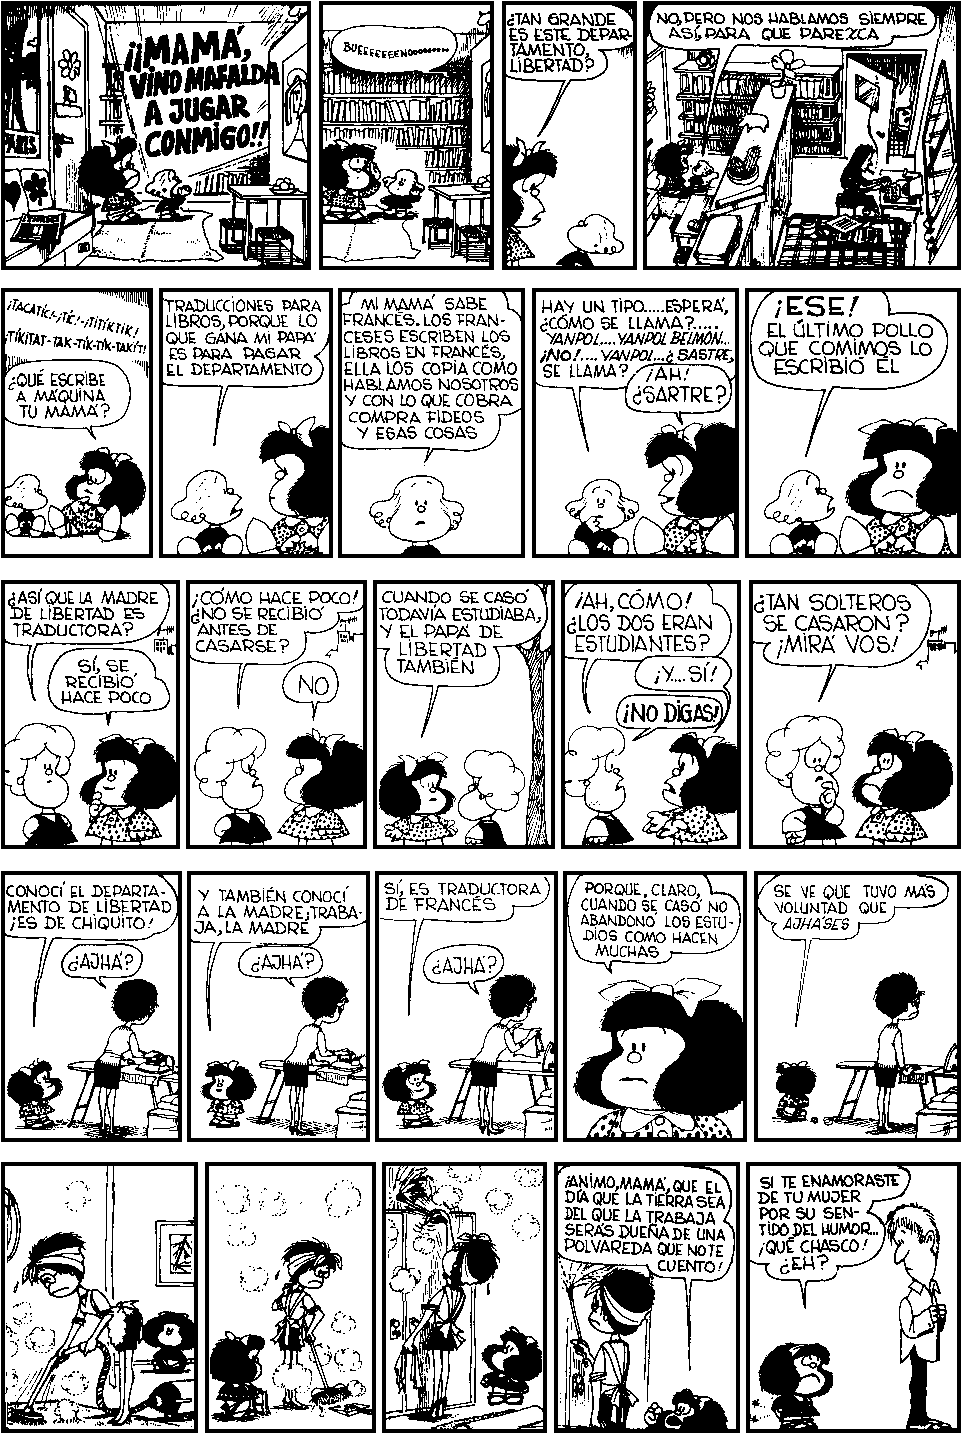 ¡¡MAMÁ,
VINO MAFALDA
A JUGAR
CONMIGO!!
PARIS
BUEEEEEEENOOOOOOOOO
¿TAN GRANDE
ES ESTE DEPAR-
TAMENTO,
LIBERTAD?
NO, PERO NOS HABLAMOS SIEMPRE
ASÍ, PARA QUE PAREZCA
¡TACATÍC!-¡TÍC!-¡TITÍKTIK!
-TÍKITAT-TAK-TÍK-TIK-TAKÍT!
¿QUÉ ESCRIBE
A MÁQUINA
TU MAMÁ?
TRADUCCIONES PARA
LIBROS, PORQUE LO
QUE GANA MI PAPÁ
ES PARA PAGAR
EL DEPARTAMENTO
MI MAMÁ SABE
FRANCÉS. LOS FRAN-
CESES ESCRIBEN LOS
LIBROS EN FRANCÉS,
ELLA LOS COPIA COMO
HABLAMOS NOSOTROS
Y CON LO QUE COBRA
COMPRA FIDEOS
Y ESAS COSAS
HAY UN TIPO.....ESPERÁ,
¿CÓMO SE LLAMA?.....
YANPOL....YANPOL BELMON...
¡NO!....YANPOL...¿SASTRE,
SE LLAMA?
¡AH!
¿SARTRE?
¡ESE!
EL ÚLTIMO POLLO
QUE COMIMOS LO
ESCRIBIÓ ÉL
¿ASÍ QUE LA MADRE
DE LIBERTAD ES
TRADUCTORA?
SÍ, SE
RECIBIÓ
HACE POCO
¡CÓMO HACE POCO!
¿NO SE RECIBIÓ
ANTES DE
CASARSE?
NO
CUANDO SE CASÓ
TODAVÍA ESTUDIABA,
Y EL PAPÁ DE
LIBERTAD
TAMBIÉN
¡AH, CÓMO!
¿LOS DOS ERAN
ESTUDIANTES?
¡Y...SÍ!
¡NO DIGAS!
¿TAN SOLTEROS
SE CASARON?
¡MIRÁ VOS!
CONOCÍ EL DEPARTA-
MENTO DE LIBERTAD
¡ES DE CHIQUITO!
¿AJHÁ?
Y TAMBIÉN CONOCÍ
A LA MADRE; TRABA-
JA, LA MADRE
¿AJHÁ?
SÍ, ES TRADUCTORA
DE FRANCÉS
¿AJHÁ?
PORQUE, CLARO,
CUANDO SE CASÓ NO
ABANDONÓ LOS ESTU-
DIOS COMO HACEN
MUCHAS
SE VE QUE TUVO MÁS
VOLUNTAD QUE
AJHASES
¡ÁNIMO, MAMÁ, QUE EL
DÍA QUE LA TIERRA SEA
DEL QUE LA TRABAJA
SERÁS DUEÑA DE UNA
POLVAREDA QUE NO TE
CUENTO!
SI TE ENAMORASTE
DE TU MUJER
POR SU SEN-
TIDO DEL HUMOR...
¡QUÉ CHASCO!
¿EH?